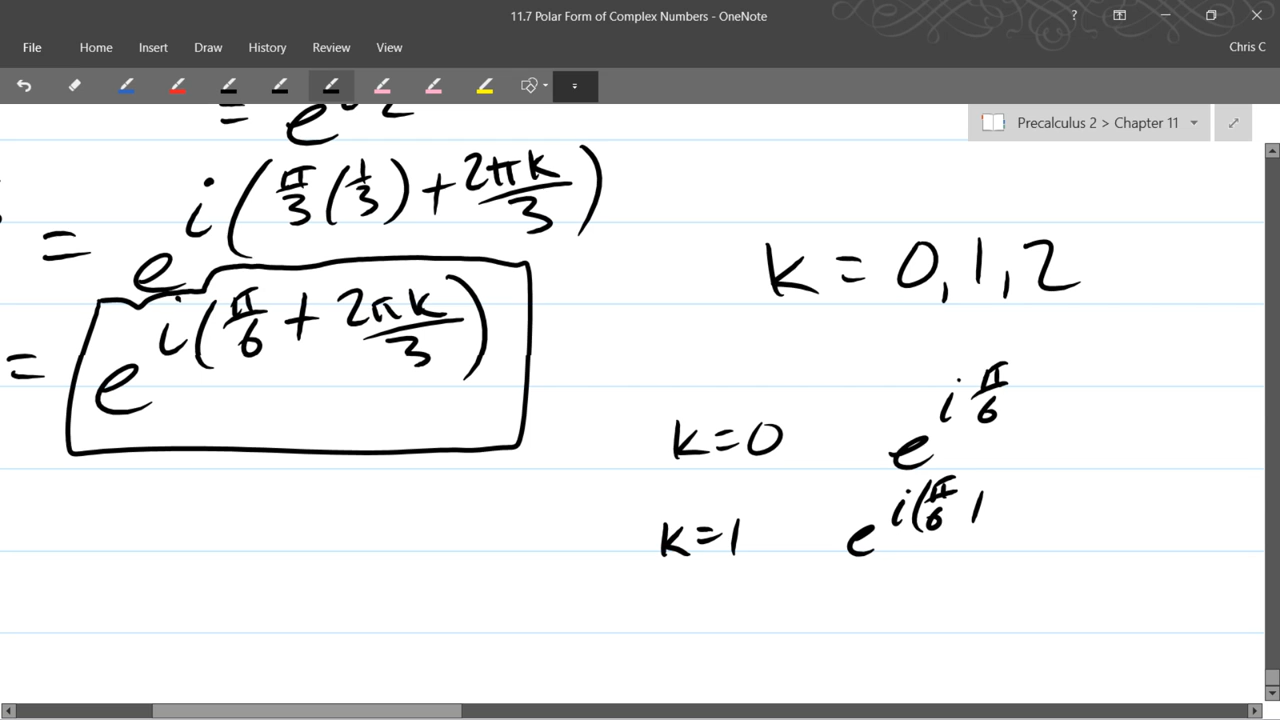 11.7 Polar Form of Complex Numbers - OneNote
?
File Home Insert Draw History Review View
Chris C
Precalculus 2 > Chapter 11
= e^{i(π/3(1/3) + 2πk/3)}
= e^{i(π/6 + 2πk/3)}
k = 0, 1, 2
k=0 e^{iπ/6}
k=1 e^{i(π/6 |